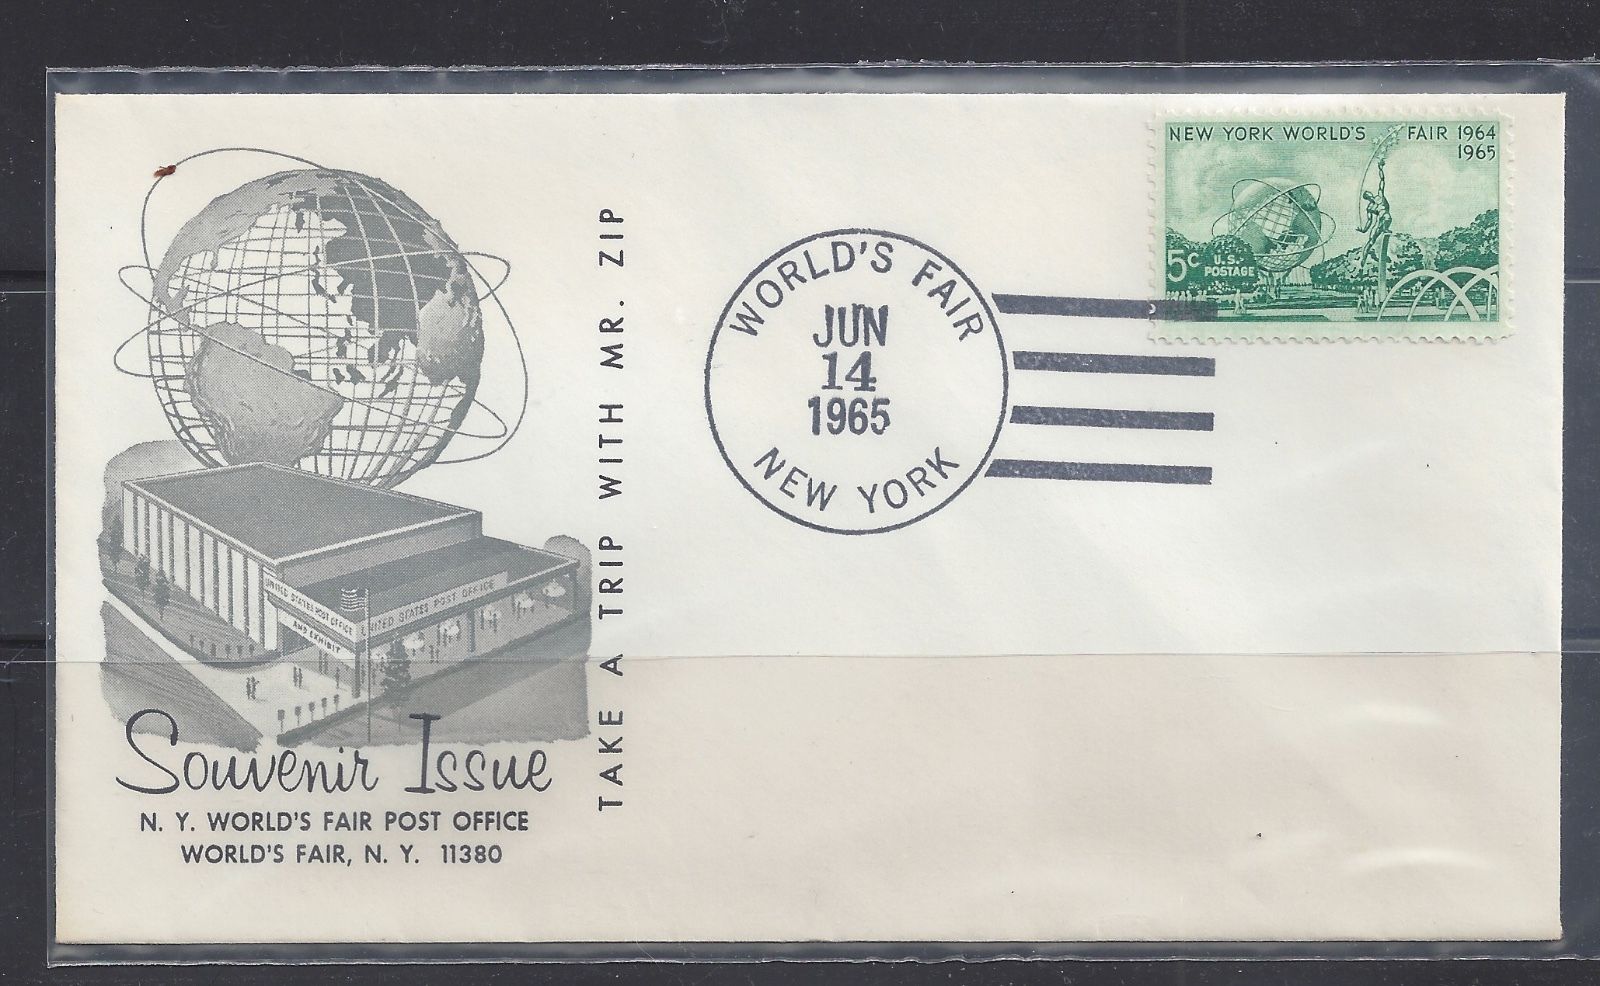 NEW YORK WORLD'S FAIR 1964
1965
5c U.S.
POSTAGE
WORLD'S FAIR
JUN
14
1965
NEW YORK
TAKE A TRIP WITH MR. ZIP
UNITED STATES POST OFFICE
AND EXHIBIT
UNITED STATES POST OFFICE
Souvenir Issue
N. Y. WORLD'S FAIR POST OFFICE
WORLD'S FAIR, N. Y. 11380